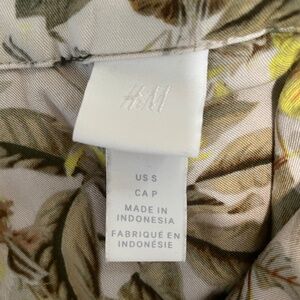 H&M
US S
CA P
MADE IN
INDONESIA
FABRIQUÉ EN
INDONÉSIE